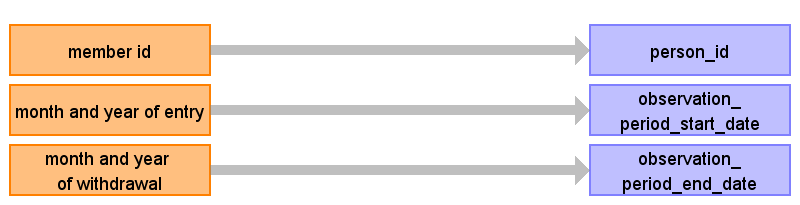 member id
person_id
month and year of entry
observation_
period_start_date
month and year
of withdrawal
observation_
period_end_date